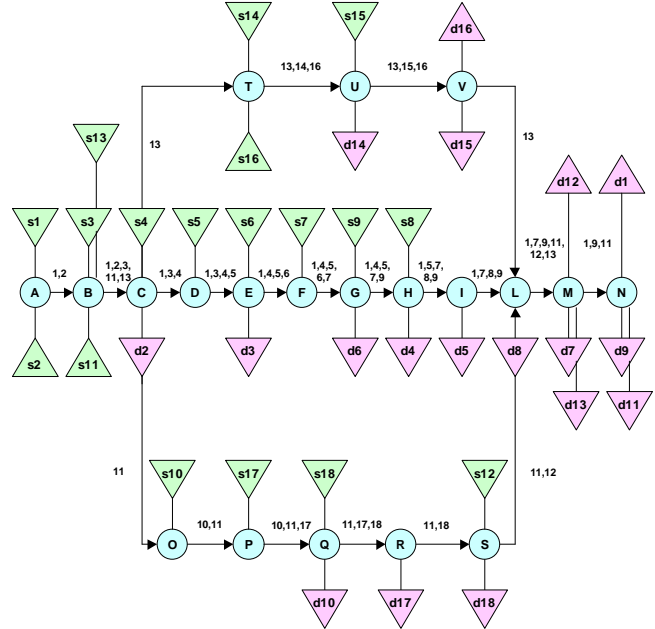 s14
s15
d16
T
13,14,16
U
13,15,16
V
s16
d14
d15
13
13
s13
d12
d1
s1
s3
s4
s5
s6
s7
s9
s8
1,7,9,11,
12,13
1,9,11
A
1,2
B
1,2,3,
11,13
C
1,3,4
D
1,3,4,5
E
1,4,5,6
F
1,4,5,
6,7
G
1,4,5,
7,9
H
1,5,7,
8,9
I
1,7,8,9
L
M
N
s2
s11
d2
d3
d6
d4
d5
d8
d7
d9
d13
d11
11
11,12
s10
s17
s18
s12
O
10,11
P
10,11,17
Q
11,17,18
R
11,18
S
d10
d17
d18